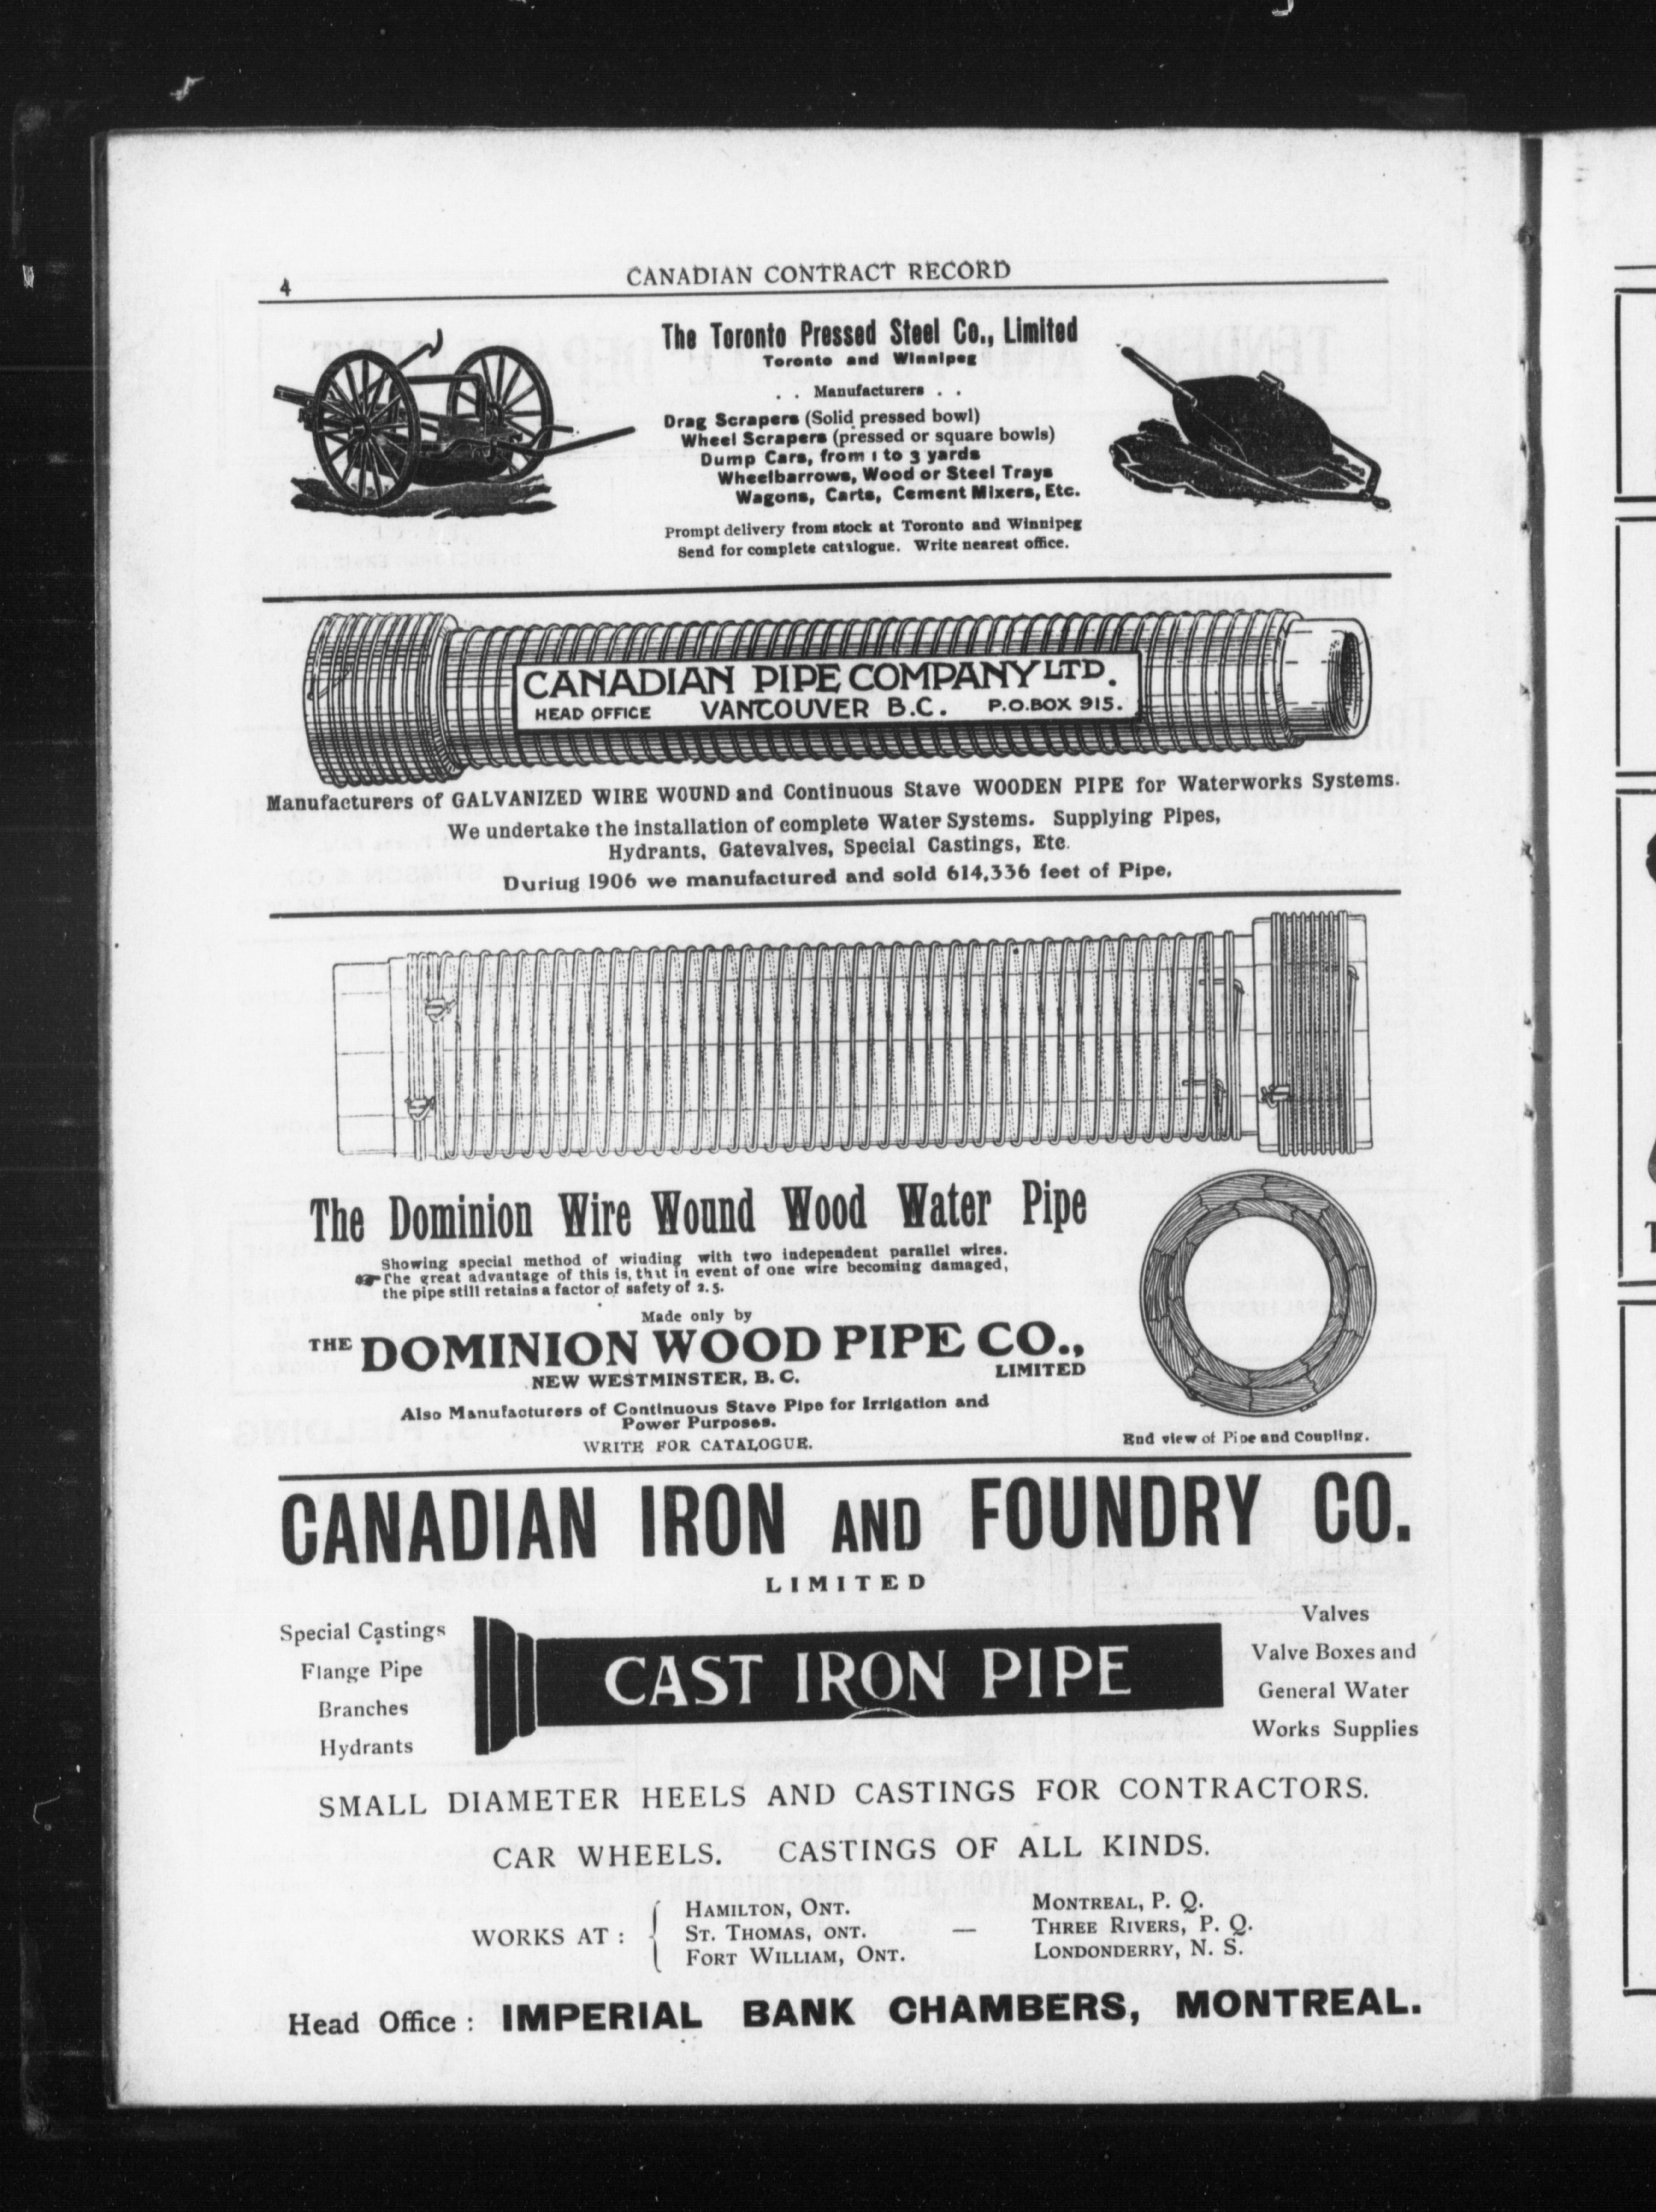 4
CANADIAN CONTRACT RECORD
The Toronto Pressed Steel Co., Limited
Toronto and Winnipeg
. . Manufacturers . .
Drag Scrapers (Solid pressed bowl)
Wheel Scrapers (pressed or square bowls)
Dump Cars, from 1 to 3 yards
Wheelbarrows, Wood or Steel Trays
Wagons, Carts, Cement Mixers, Etc.
Prompt delivery from stock at Toronto and Winnipeg
Send for complete catalogue. Write nearest office.
CANADIAN PIPE COMPANY LTD.
HEAD OFFICE VANCOUVER B.C. P.O.BOX 915.
Manufacturers of GALVANIZED WIRE WOUND and Continuous Stave WOODEN PIPE for Waterworks Systems.
We undertake the installation of complete Water Systems. Supplying Pipes,
Hydrants, Gatevalves, Special Castings, Etc.
Duriug 1906 we manufactured and sold 614,336 feet of Pipe.
The Dominion Wire Wound Wood Water Pipe
Showing special method of winding with two independent parallel wires.
☛ The great advantage of this is, that in event of one wire becoming damaged,
the pipe still retains a factor of safety of 2.5.
Made only by
THE DOMINION WOOD PIPE CO.,
NEW WESTMINSTER, B. C. LIMITED
Also Manufacturers of Continuous Stave Pipe for Irrigation and
Power Purposes.
WRITE FOR CATALOGUE.
End view of Pipe and Coupling.
CANADIAN IRON AND FOUNDRY CO.
LIMITED
Special Castings
Flange Pipe
Branches
Hydrants
CAST IRON PIPE
Valves
Valve Boxes and
General Water
Works Supplies
SMALL DIAMETER HEELS AND CASTINGS FOR CONTRACTORS.
CAR WHEELS. CASTINGS OF ALL KINDS.
WORKS AT :
HAMILTON, ONT.
ST. THOMAS, ONT.
FORT WILLIAM, ONT.
—
MONTREAL, P. Q.
THREE RIVERS, P. Q.
LONDONDERRY, N. S.
Head Office : IMPERIAL BANK CHAMBERS, MONTREAL.